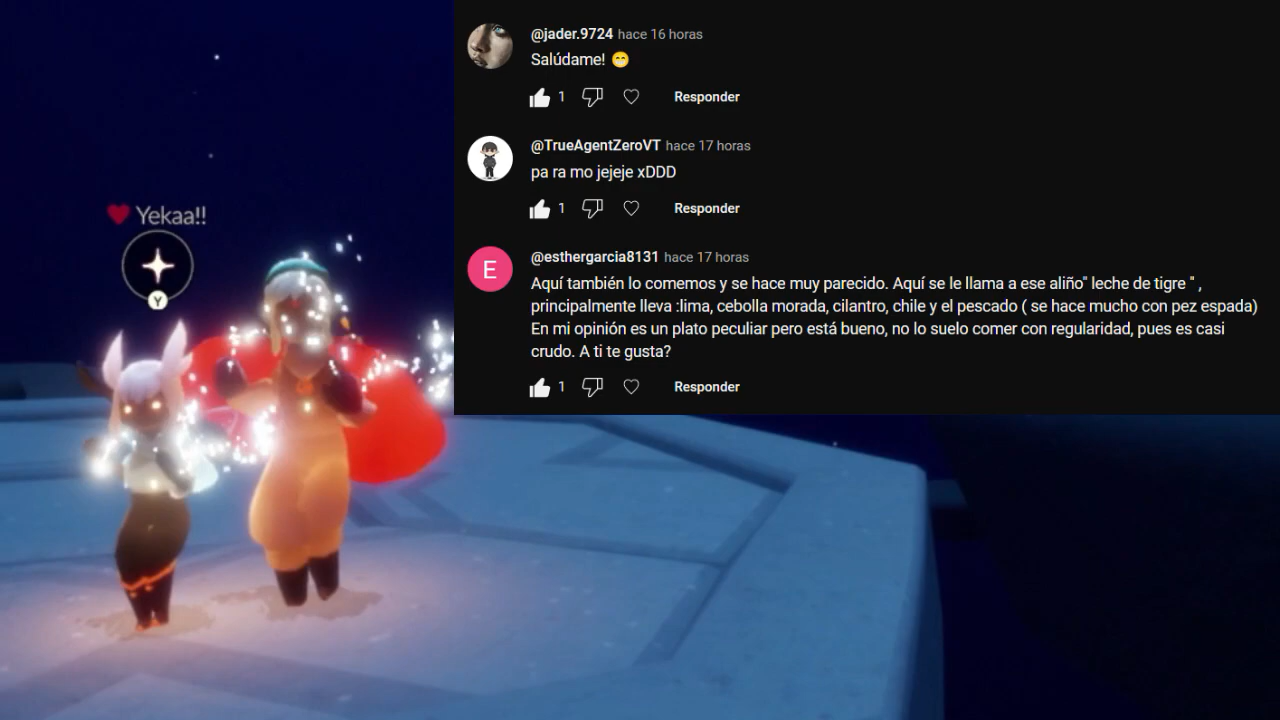 @jader.9724 hace 16 horas
Salúdame! 😁
1 Responder
@TrueAgentZeroVT hace 17 horas
pa ra mo jejeje xDDD
1 Responder
Yekaa!!
Y
E
@esthergarcia8131 hace 17 horas
Aquí también lo comemos y se hace muy parecido. Aquí se le llama a ese aliño" leche de tigre " ,
principalmente lleva :lima, cebolla morada, cilantro, chile y el pescado ( se hace mucho con pez espada)
En mi opinión es un plato peculiar pero está bueno, no lo suelo comer con regularidad, pues es casi
crudo. A ti te gusta?
1 Responder